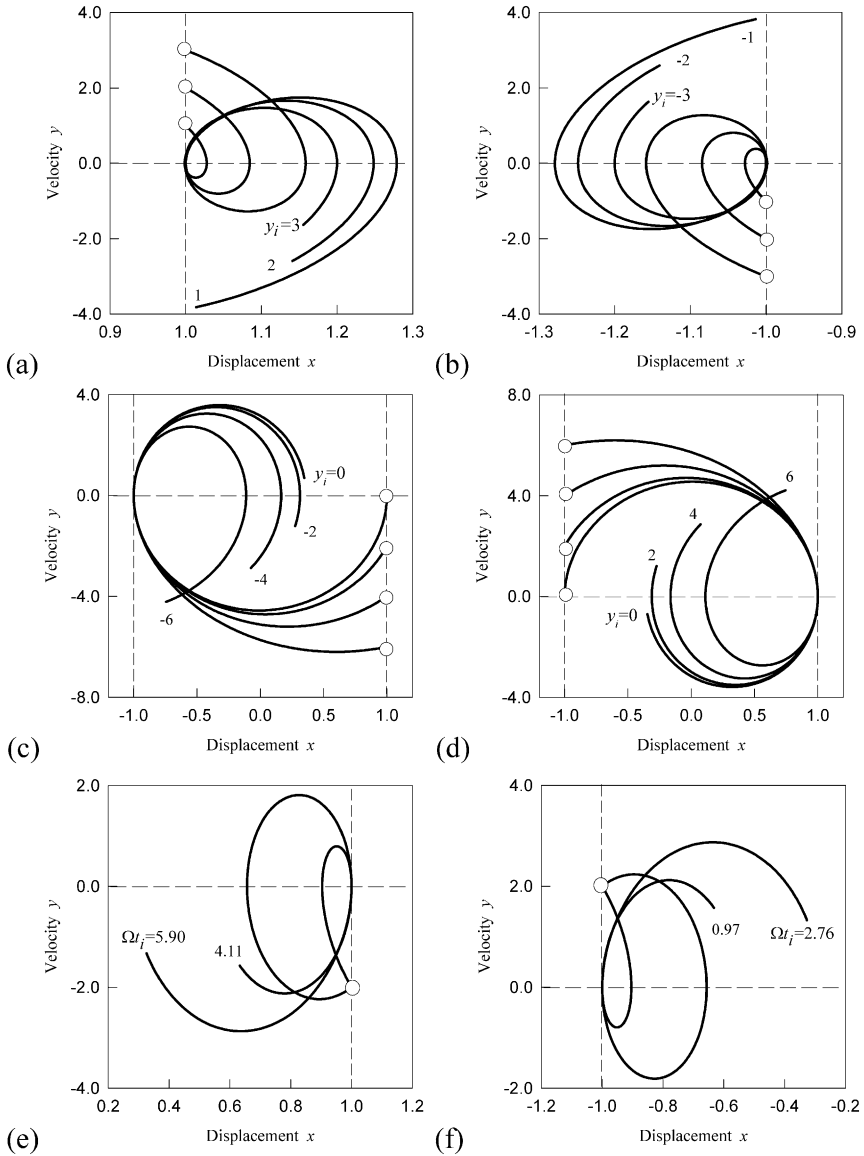 4.0
2.0
0.0
-2.0
-4.0
Velocity y
y_i=3
2
1
0.9 1.0 1.1 1.2 1.3
(a) Displacement x
4.0
2.0
0.0
-2.0
-4.0
Velocity y
-1
-2
y_i=-3
-1.3 -1.2 -1.1 -1.0 -0.9
(b) Displacement x
4.0
0.0
-4.0
-8.0
Velocity y
y_i=0
-2
-4
-6
-1.0 -0.5 0.0 0.5 1.0
(c) Displacement x
8.0
4.0
0.0
-4.0
Velocity y
6
4
2
y_i=0
-1.0 -0.5 0.0 0.5 1.0
(d) Displacement x
2.0
0.0
-2.0
-4.0
Velocity y
Ωt_i=5.90
4.11
0.2 0.4 0.6 0.8 1.0 1.2
(e) Displacement x
4.0
2.0
0.0
-2.0
Velocity y
0.97
Ωt_i=2.76
-1.2 -1.0 -0.8 -0.6 -0.4 -0.2
(f) Displacement x